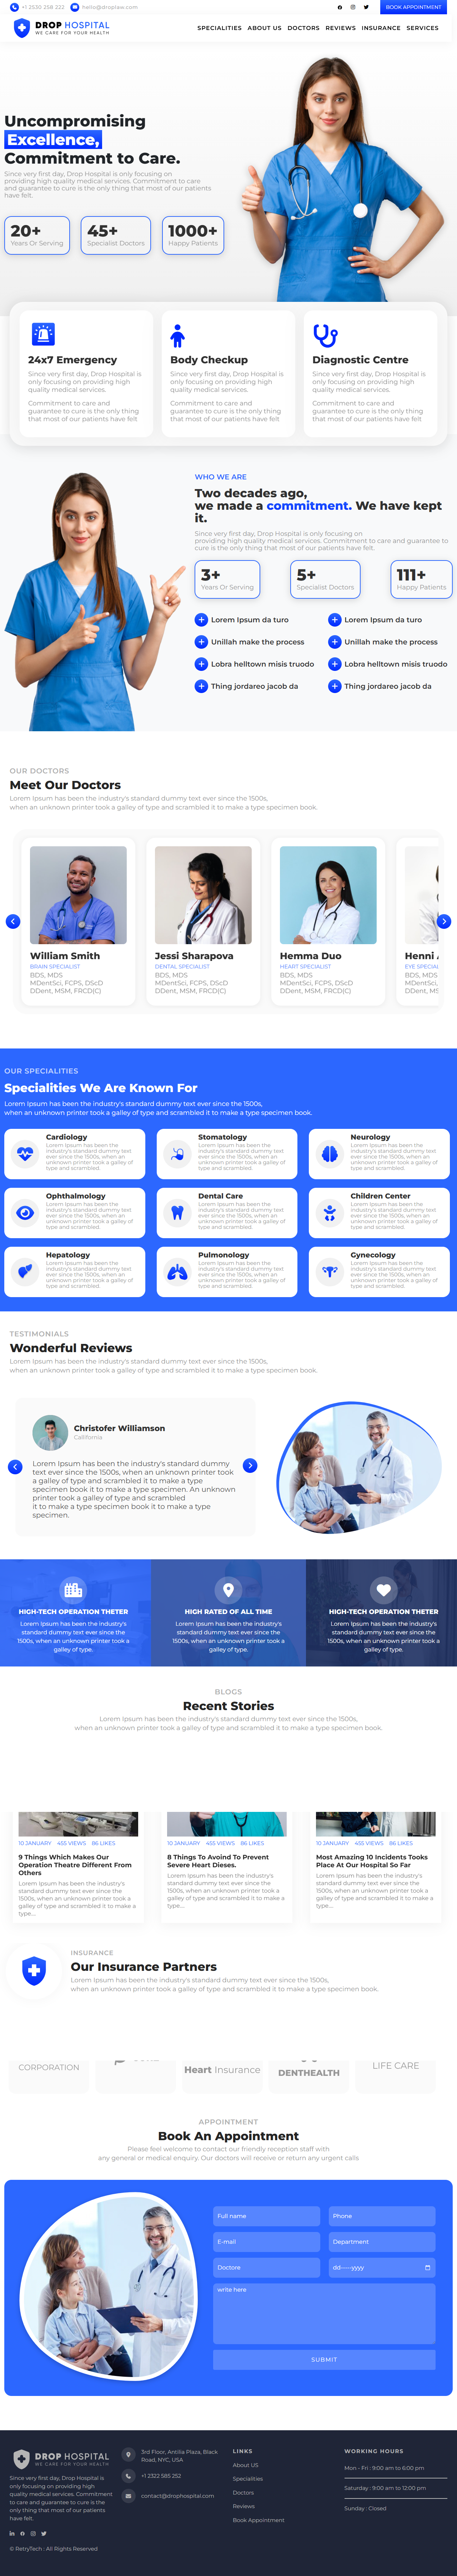 +1 2530 258 222 hello@droplaw.com BOOK APPOINTMENT
DROP HOSPITAL
WE CARE FOR YOUR HUMANITY
SPECIALITIES ABOUT US DOCTORS REVIEWS INSURANCE SERVICES
Uncompromising
Excellence,
Commitment to Care.
Since very first day, Drop Hospital is only focusing on
providing high quality medical services. Commitment to care
and guarantee to cure is the only thing that most of our patients
have felt.
20+
Years Or Serving
45+
Specialist Doctors
1000+
Happy Patients
24x7 Emergency
Since very first day, Drop Hospital is
only focusing on providing high
quality medical services.
Commitment to care and
guarantee to cure is the only thing
that most of our patients have felt
Body Checkup
Since very first day, Drop Hospital is
only focusing on providing high
quality medical services.
Commitment to care and
guarantee to cure is the only thing
that most of our patients have felt
Diagnostic Centre
Since very first day, Drop Hospital is
only focusing on providing high
quality medical services.
Commitment to care and
guarantee to cure is the only thing
that most of our patients have felt
WHO WE ARE
Two decades ago,
we made a commitment. We have kept
it.
Since very first day, Drop Hospital is only focusing on
providing high quality medical services. Commitment to care and guarantee to
cure is the only thing that most of our patients have felt.
3+
Years Or Serving
5+
Specialist Doctors
111+
Happy Patients
Lorem Ipsum da turo
Lorem Ipsum da turo
Unillah make the process
Unillah make the process
Lobra helltown misis truodo
Lobra helltown misis truodo
Thing jordareo jacob da
Thing jordareo jacob da
OUR DOCTORS
Meet Our Doctors
Lorem Ipsum has been the industry's standard dummy text ever since the 1500s,
when an unknown printer took a galley of type and scrambled it to make a type specimen book.
William Smith
BRAIN SPECIALIST
BDS, MDS
MDentSci, FCPS, DScD
DDent, MSM, FRCD(C)
Jessi Sharapova
DENTAL SPECIALIST
BDS, MDS
MDentSci, FCPS, DScD
DDent, MSM, FRCD(C)
Hemma Duo
HEART SPECIALIST
BDS, MDS
MDentSci, FCPS, DScD
DDent, MSM, FRCD(C)
Henni
EYE SPECIAL
BDS, MDS
MDentSci,
DDent, MS
OUR SPECIALITIES
Specialities We Are Known For
Lorem Ipsum has been the industry's standard dummy text ever since the 1500s,
when an unknown printer took a galley of type and scrambled it to make a type specimen book.
Cardiology
Lorem Ipsum has been the
industry's standard dummy text
ever since the 1500s, when an
unknown printer took a galley of
type and scrambled.
Stomatology
Lorem Ipsum has been the
industry's standard dummy text
ever since the 1500s, when an
unknown printer took a galley of
type and scrambled.
Neurology
Lorem Ipsum has been the
industry's standard dummy text
ever since the 1500s, when an
unknown printer took a galley of
type and scrambled.
Ophthalmology
Lorem Ipsum has been the
industry's standard dummy text
ever since the 1500s, when an
unknown printer took a galley of
type and scrambled.
Dental Care
Lorem Ipsum has been the
industry's standard dummy text
ever since the 1500s, when an
unknown printer took a galley of
type and scrambled.
Children Center
Lorem Ipsum has been the
industry's standard dummy text
ever since the 1500s, when an
unknown printer took a galley of
type and scrambled.
Hepatology
Lorem Ipsum has been the
industry's standard dummy text
ever since the 1500s, when an
unknown printer took a galley of
type and scrambled.
Pulmonology
Lorem Ipsum has been the
industry's standard dummy text
ever since the 1500s, when an
unknown printer took a galley of
type and scrambled.
Gynecology
Lorem Ipsum has been the
industry's standard dummy text
ever since the 1500s, when an
unknown printer took a galley of
type and scrambled.
TESTIMONIALS
Wonderful Reviews
Lorem Ipsum has been the industry's standard dummy text ever since the 1500s,
when an unknown printer took a galley of type and scrambled it to make a type specimen book.
Christofer Williamson
Callifornia
Lorem Ipsum has been the industry's standard dummy
text ever since the 1500s, when an unknown printer took
a galley of type and scrambled it to make a type
specimen book it to make a type specimen. An unknown
printer took a galley of type and scrambled
it to make a type specimen book it to make a type
specimen.
HIGH-TECH OPERATION THETER
Lorem Ipsum has been the industry's
standard dummy text ever since the
1500s, when an unknown printer took a
galley of type.
HIGH RATED OF ALL TIME
Lorem Ipsum has been the industry's
standard dummy text ever since the
1500s, when an unknown printer took a
galley of type.
HIGH-TECH OPERATION THETER
Lorem Ipsum has been the industry's
standard dummy text ever since the
1500s, when an unknown printer took a
galley of type.
BLOGS
Recent Stories
Lorem Ipsum has been the industry's standard dummy text ever since the 1500s,
when an unknown printer took a galley of type and scrambled it to make a type specimen book.
10 JANUARY 455 VIEWS 86 LIKES
9 Things Which Makes Our
Operation Theatre Different From
Others
Lorem Ipsum has been the industry's
standard dummy text ever since the
1500s, when an unknown printer took a
galley of type and scrambled it to make a
type....
10 JANUARY 455 VIEWS 86 LIKES
8 Things To Avoind To Prevent
Severe Heart Dieses.
Lorem Ipsum has been the industry's
standard dummy text ever since the
1500s, when an unknown printer took a
galley of type and scrambled it to make a
type....
10 JANUARY 455 VIEWS 86 LIKES
Most Amazing 10 Incidents Tooks
Place At Our Hospital So Far
Lorem Ipsum has been the industry's
standard dummy text ever since the
1500s, when an unknown printer took a
galley of type and scrambled it to make a
type....
INSURANCE
Our Insurance Partners
Lorem Ipsum has been the industry's standard dummy text ever since the 1500s,
when an unknown printer took a galley of type and scrambled it to make a type specimen book.
CORPORATION
Heart Insurance
DENTHEALTH
LIFE CARE
APPOINTMENT
Book An Appointment
Please feel welcome to contact our friendly reception staff with
any general or medical enquiry. Our doctors will receive or return any urgent calls
Full name
Phone
E-mail
Department
Doctore
dd-----yyyy
write here
SUBMIT
DROP HOSPITAL
WE CARE FOR YOUR HUMANITY
Since very first day, Drop Hospital is
only focusing on providing high
quality medical services. Commitment
to care and guarantee to cure is the
only thing that most of our patients
have felt.
© RetryTech : All Rights Reserved
3rd Floor, Antilla Plaza, Black
Road, NYC, USA
+1 2322 585 252
contact@drophospital.com
LINKS
About US
Specialities
Doctors
Reviews
Book Appointment
WORKING HOURS
Mon - Fri : 9:00 am to 6:00 pm
Saturday : 9:00 am to 12:00 pm
Sunday : Closed